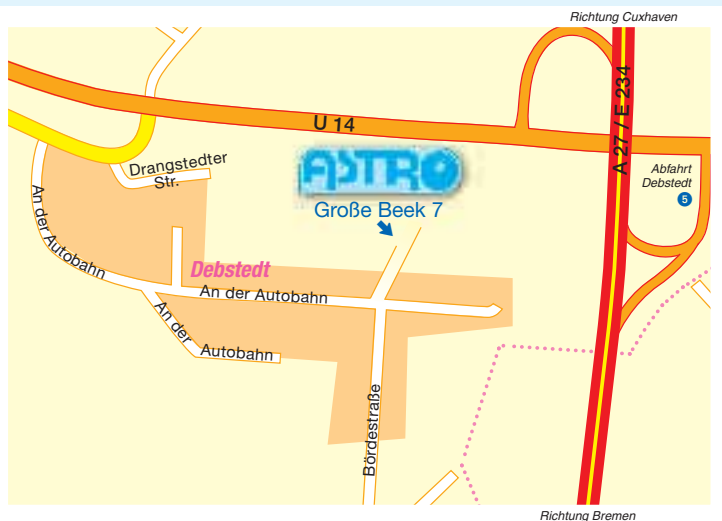 Richtung Cuxhaven
A 27 / E 234
U 14
Drangstedter
Str.
ASTRO
Große Beek 7
Abfahrt
Debstedt
5
An der Autobahn
Debstedt
An der Autobahn
An der
Autobahn
Bördestraße
Richtung Bremen